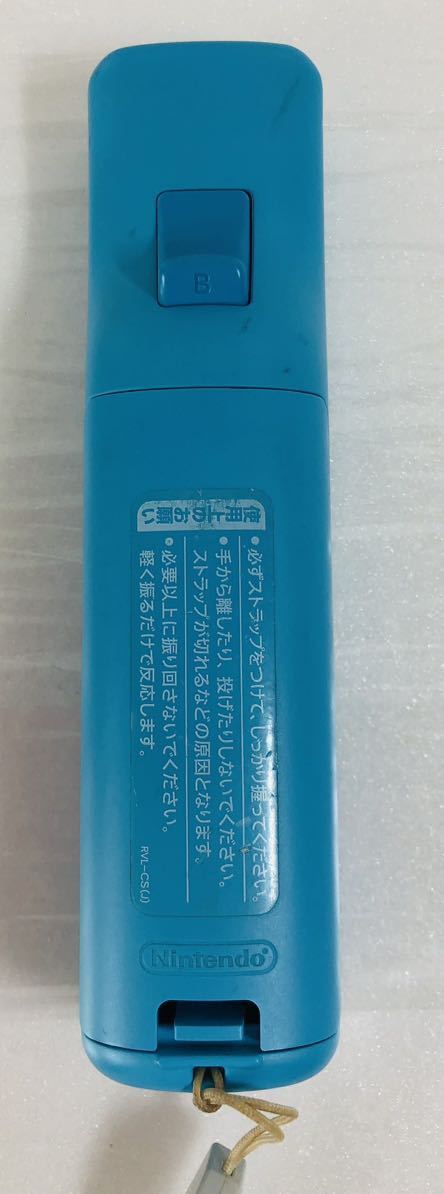 B
使用上のお願い
●必ずストラップをつけて、しっかり握ってください。
●手から離したり、投げたりしないでください。
ストラップが切れるなどの原因となります。
●必要以上に振り回さないでください。
軽く振るだけで反応します。
RVL-CS(J)
Nintendo®